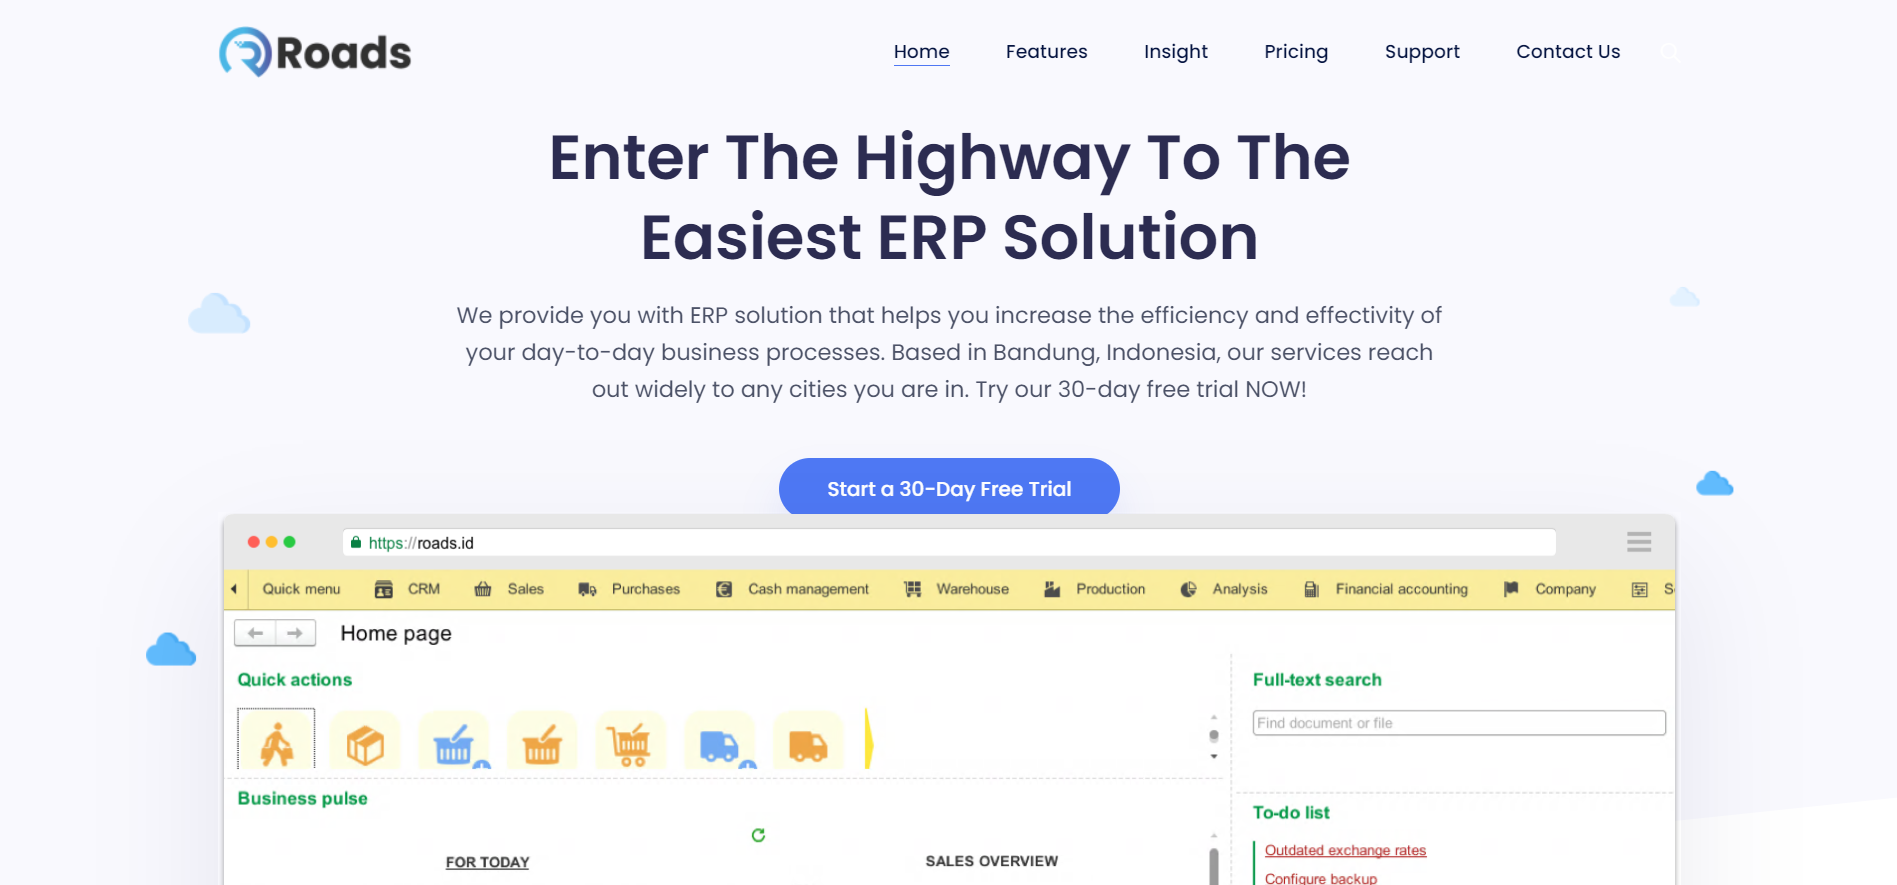 Roads
Home Features Insight Pricing Support Contact Us
Enter The Highway To The
Easiest ERP Solution
We provide you with ERP solution that helps you increase the efficiency and effectivity of
your day-to-day business processes. Based in Bandung, Indonesia, our services reach
out widely to any cities you are in. Try our 30-day free trial NOW!
Start a 30-Day Free Trial
https://roads.id
Quick menu CRM Sales Purchases Cash management Warehouse Production Analysis Financial accounting Company
Home page
Quick actions
Full-text search
Find document or file
Business pulse
To-do list
Outdated exchange rates
FOR TODAY
SALES OVERVIEW
Configure backup